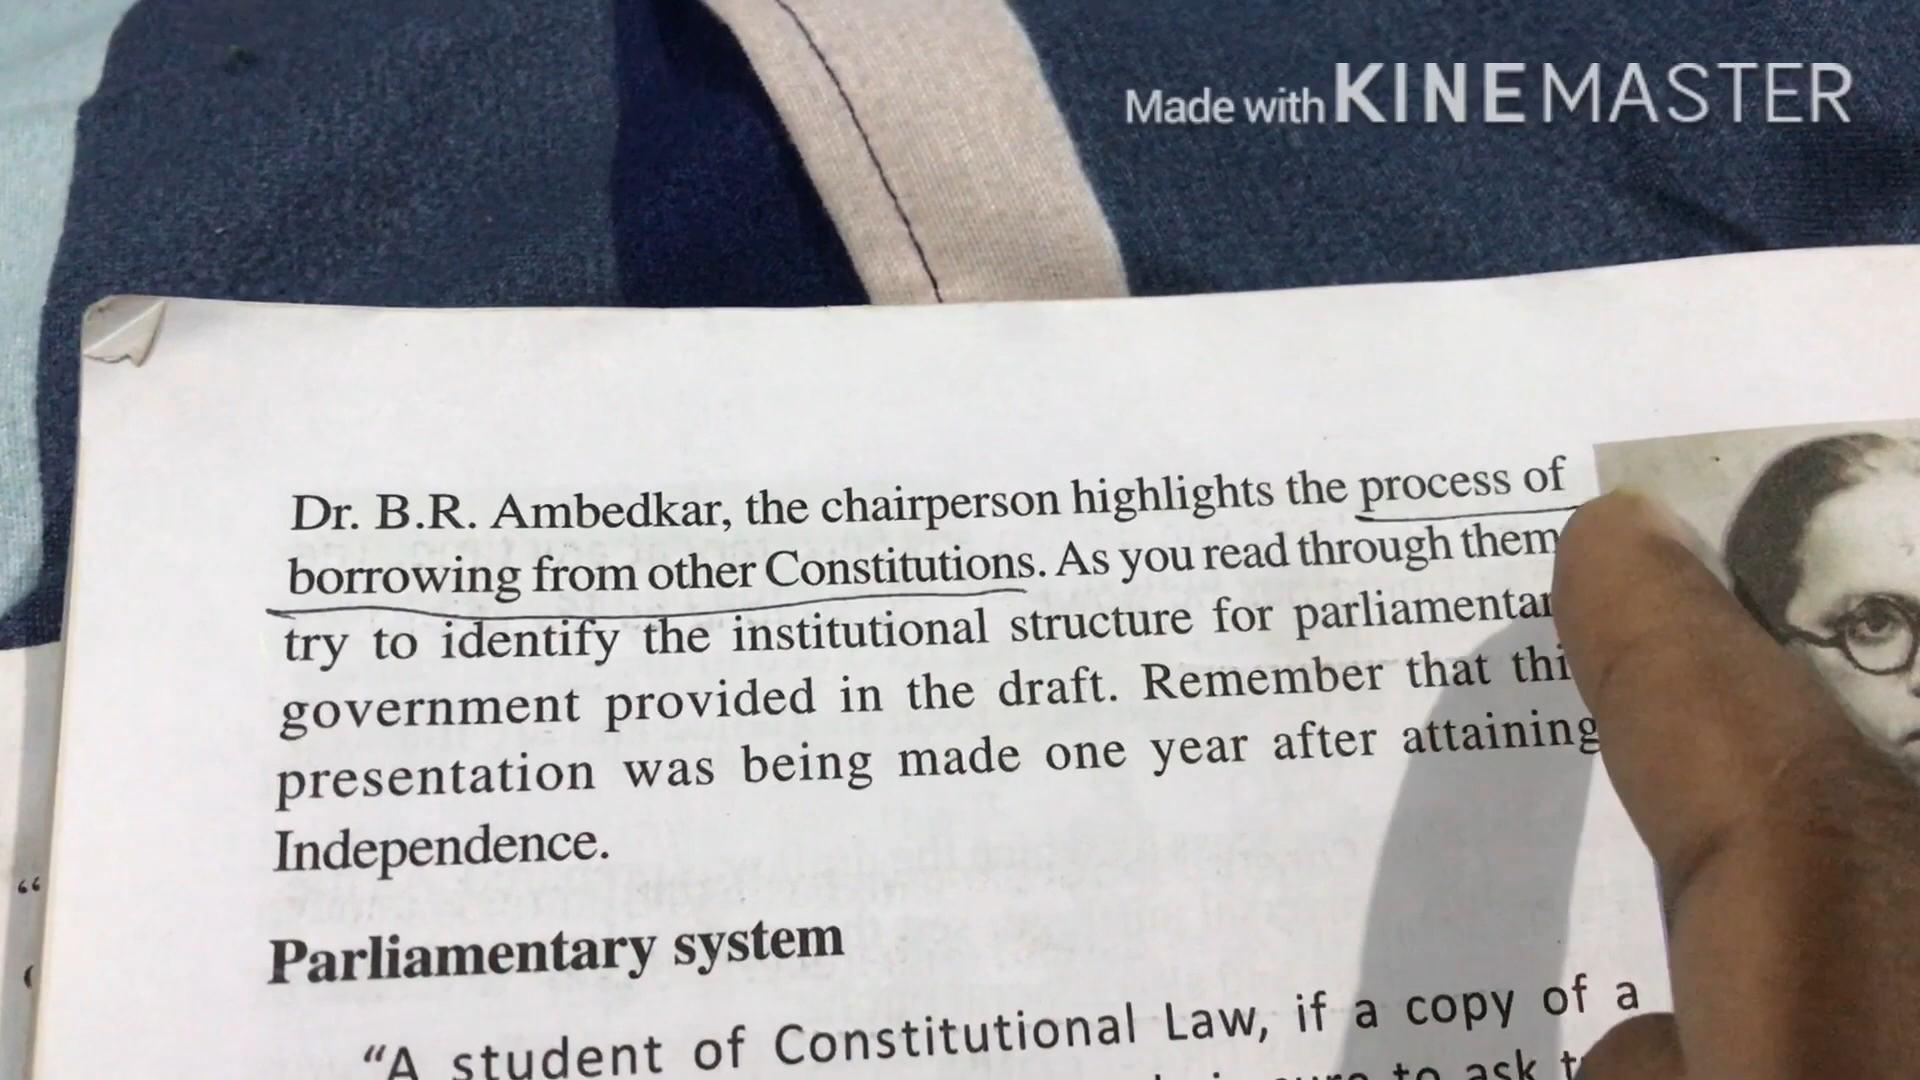 Made with KINEMASTER
Dr. B.R. Ambedkar, the chairperson highlights the process of
borrowing from other Constitutions. As you read through them
try to identify the institutional structure for parliamentar
government provided in the draft. Remember that thi
presentation was being made one year after attaining
Independence.
Parliamentary system
“A student of Constitutional Law, if a copy of a
to ask
“